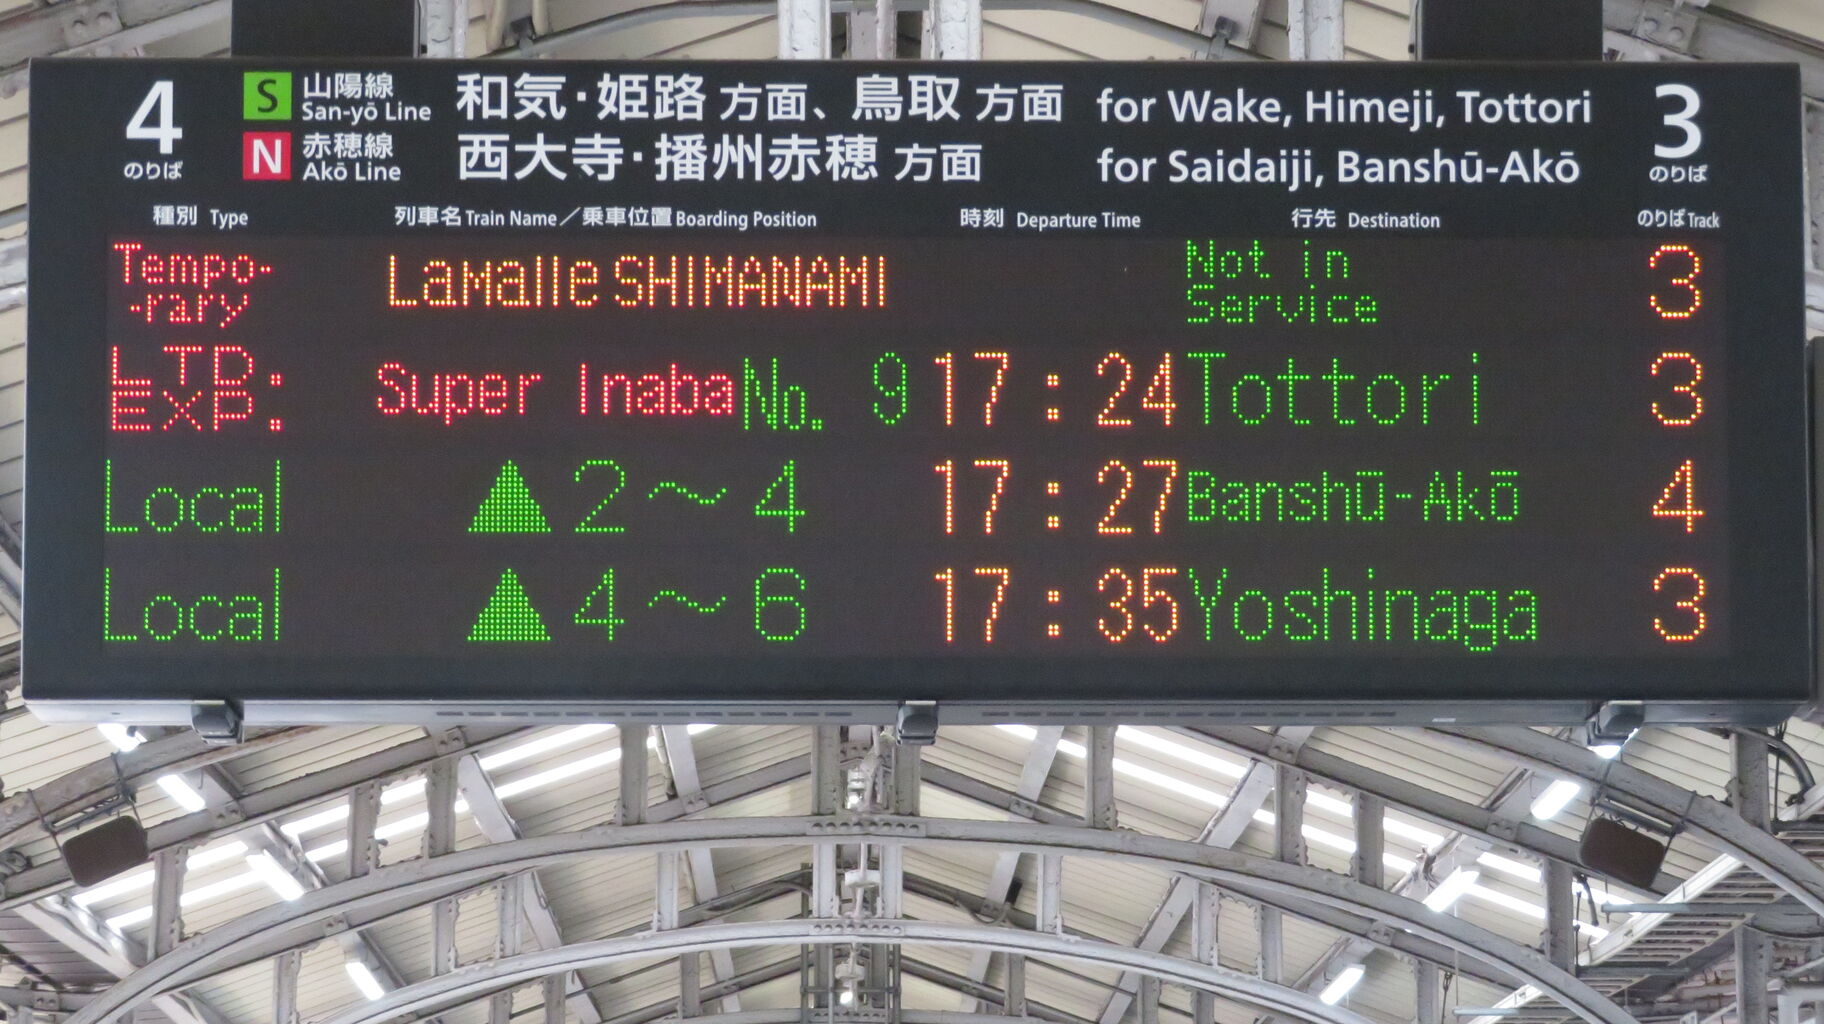 4 のりば S 山陽線 San-yō Line 和気・姫路 方面、鳥取 方面 for Wake, Himeji, Tottori 3 のりば
N 赤穂線 Akō Line 西大寺・播州赤穂 方面 for Saidaiji, Banshū-Akō
種別 Type 列車名 Train Name／乗車位置 Boarding Position 時刻 Departure Time 行先 Destination のりば Track
Tempo--rary LaMalle SHIMANAMI Not in Service 3
LTD. EXP. Super Inaba No. 9 17:24 Tottori 3
Local ▲2～4 17:27 Banshū-Akō 4
Local ▲4～6 17:35 Yoshinaga 3